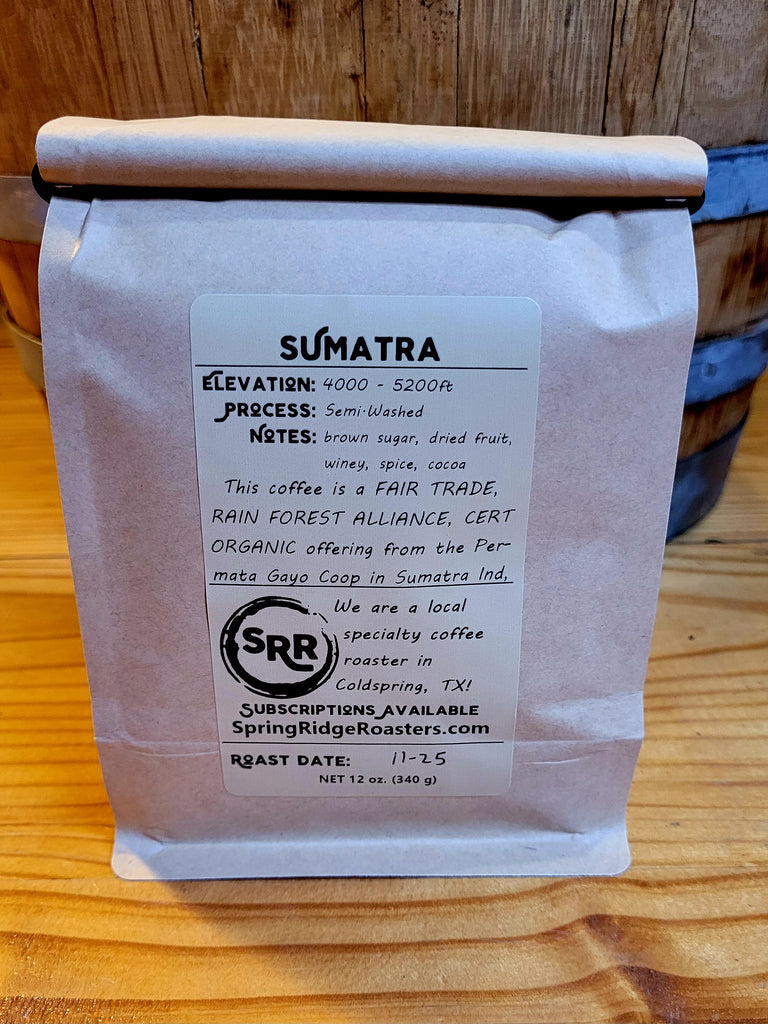 SUMATRA
ELEVATION: 4000 - 5200ft
PROCESS: Semi-Washed
NOTES: brown sugar, dried fruit,
winey, spice, cocoa
This coffee is a FAIR TRADE,
RAIN FOREST ALLIANCE, CERT
ORGANIC offering from the Per-
mata Gayo Coop in Sumatra Ind,
SRR
We are a local
specialty coffee
roaster in
Coldspring, TX!
SUBSCRIPTIONS AVAILABLE
SpringRidgeRoasters.com
ROAST DATE: 11-25
NET 12 oz. (340 g)